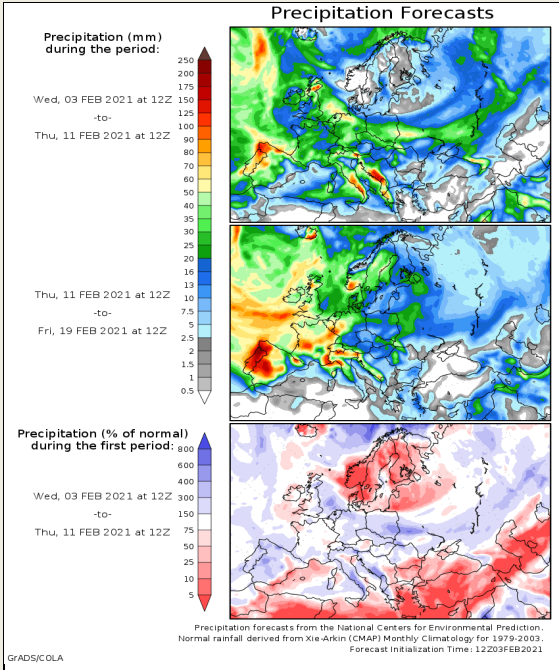 Precipitation Forecasts
Precipitation (mm)
during the period:
Wed, 03 FEB 2021 at 12Z
-to-
Thu, 11 FEB 2021 at 12Z
250
200
175
150
125
100
90
80
70
60
50
40
35
30
25
20
16
13
10
7.5
5
2.5
2
1.5
1
0.5
Thu, 11 FEB 2021 at 12Z
-to-
Fri, 19 FEB 2021 at 12Z
Precipitation (% of normal)
during the first period:
Wed, 03 FEB 2021 at 12Z
-to-
Thu, 11 FEB 2021 at 12Z
800
600
400
300
150
75
50
25
10
5
Precipitation forecasts from the National Centers for Environmental Prediction.
Normal rainfall derived from Xie-Arkin (CMAP) Monthly Climatology for 1979-2003.
Forecast Initialization Time: 12Z03FEB2021
GrADS/COLA